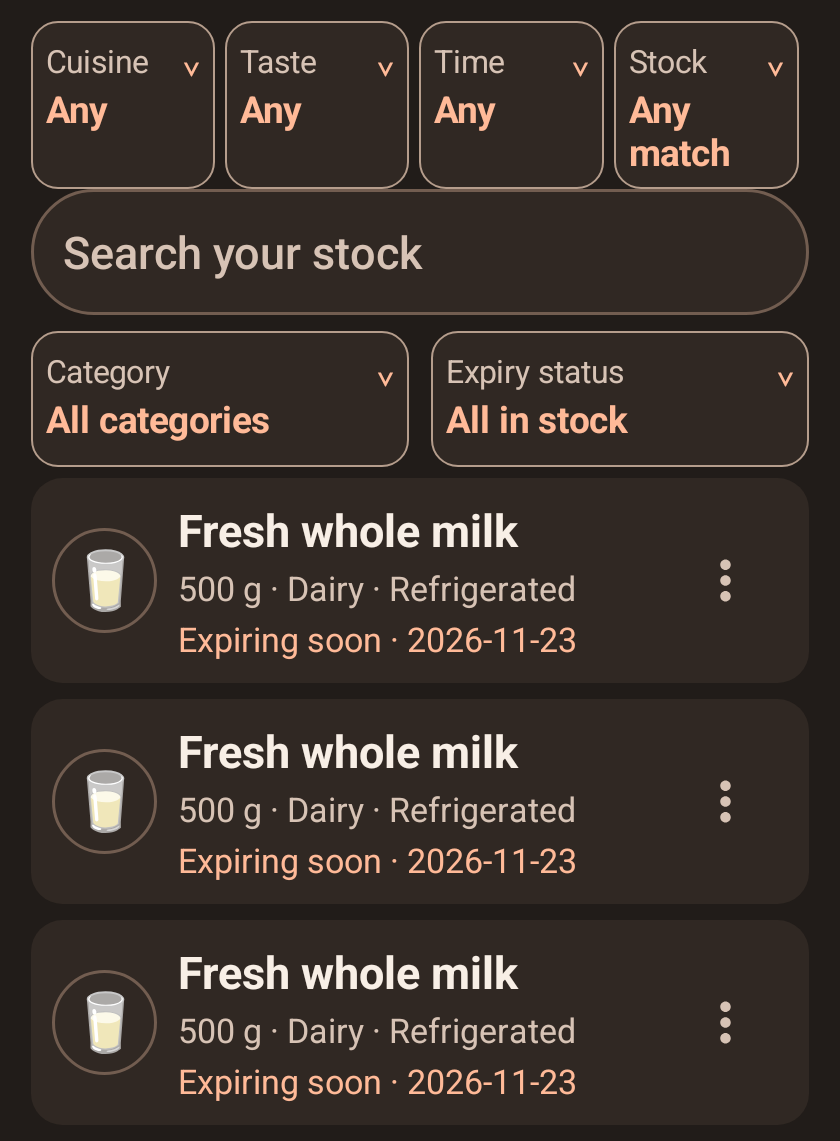 Cuisine
Any
Taste
Any
Time
Any
Stock
Any
match
Search your stock
Category
All categories
Expiry status
All in stock
Fresh whole milk
500 g · Dairy · Refrigerated
Expiring soon · 2026-11-23
Fresh whole milk
500 g · Dairy · Refrigerated
Expiring soon · 2026-11-23
Fresh whole milk
500 g · Dairy · Refrigerated
Expiring soon · 2026-11-23